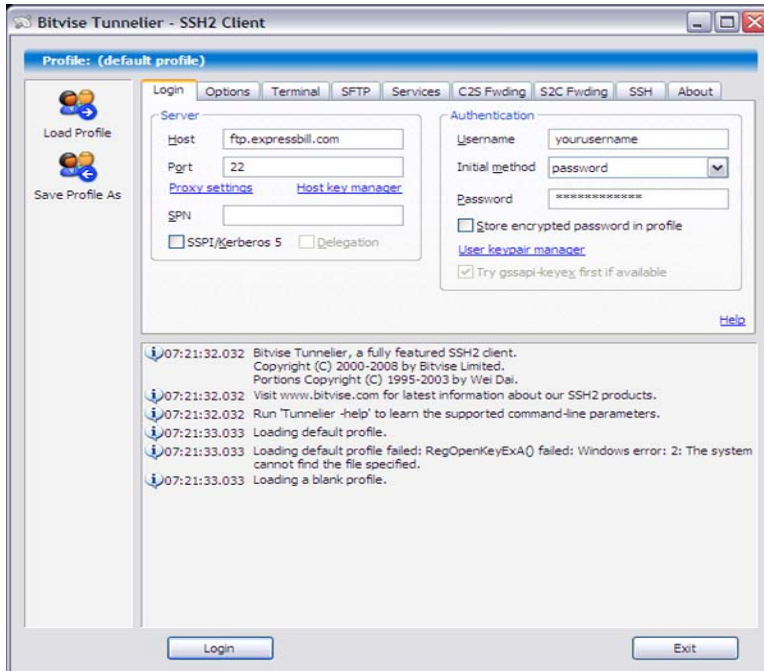 Bitvise Tunnelier - SSH2 Client
Profile: (default profile)
Load Profile
Save Profile As
Login Options Terminal SFTP Services C2S Fwding S2C Fwding SSH About
Server
Host ftp.expressbill.com
Port 22
Proxy settings Host key manager
SPN
SSPI/Kerberos 5 Delegation
Authentication
Username yourusername
Initial method password
Password ************
Store encrypted password in profile
User keypair manager
Try gssapi-keyex first if available
Help
07:21:32.032 Bitvise Tunnelier, a fully featured SSH2 client.
Copyright (C) 2000-2008 by Bitvise Limited.
Portions Copyright (C) 1995-2003 by Wei Dai.
07:21:32.032 Visit www.bitvise.com for latest information about our SSH2 products.
07:21:32.032 Run 'Tunnelier -help' to learn the supported command-line parameters.
07:21:33.033 Loading default profile.
07:21:33.033 Loading default profile failed: RegOpenKeyExA() failed: Windows error: 2: The system
cannot find the file specified.
07:21:33.033 Loading a blank profile.
Login Exit